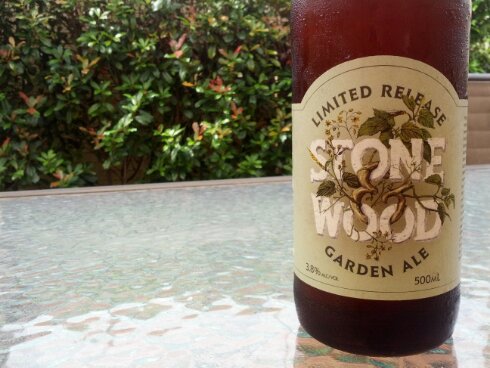 LIMITED RELEASE
STONE
WOOD
GARDEN ALE
3.8% ALC/VOL
500ML